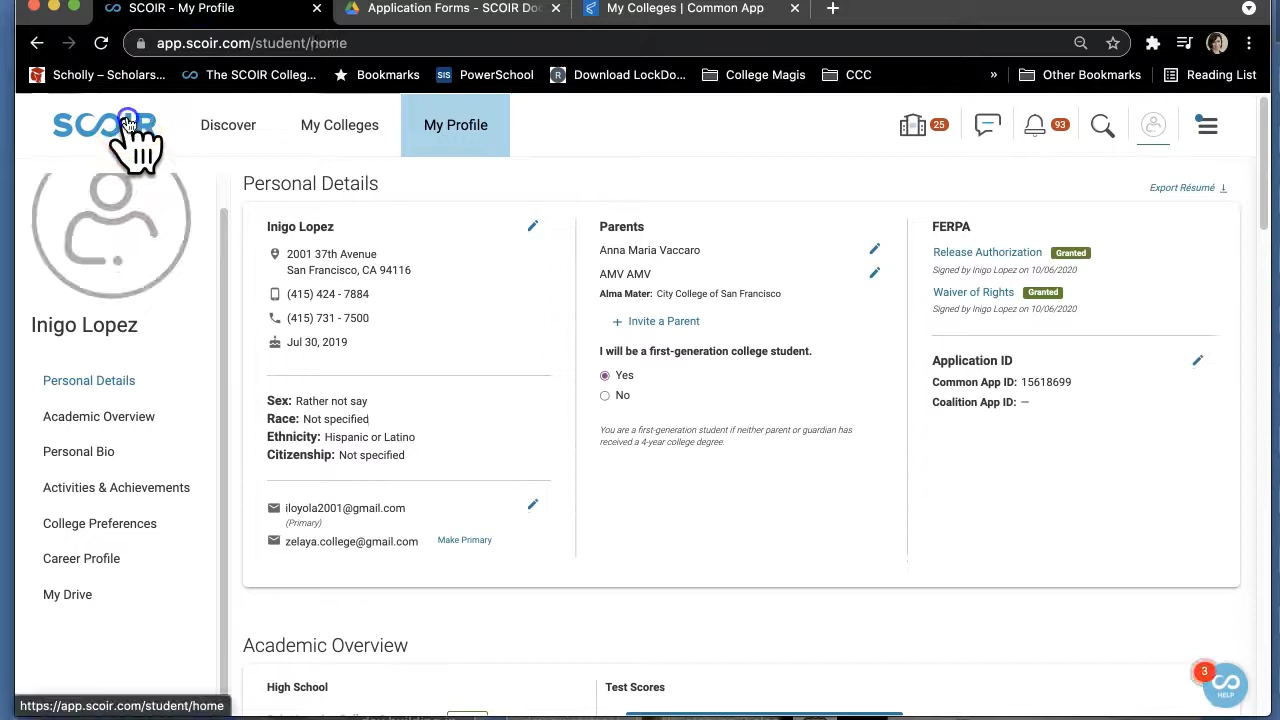 SCOIR - My Profile
Application Forms - SCOIR Do
My Colleges | Common App
app.scoir.com/student/home
Scholly – Scholars...
The SCOIR Colleg...
Bookmarks
SIS
PowerSchool
R
Download LockDo...
College Magis
CCC
»
Other Bookmarks
Reading List
SCOIR
Discover
My Colleges
My Profile
25
93
Inigo Lopez
Personal Details
Academic Overview
Personal Bio
Activities & Achievements
College Preferences
Career Profile
My Drive
Personal Details
Export Résumé
Inigo Lopez
2001 37th Avenue
San Francisco, CA 94116
(415) 424 - 7884
(415) 731 - 7500
Jul 30, 2019
Sex: Rather not say
Race: Not specified
Ethnicity: Hispanic or Latino
Citizenship: Not specified
iloyola2001@gmail.com
(Primary)
zelaya.college@gmail.com
Make Primary
Parents
Anna Maria Vaccaro
AMV AMV
Alma Mater: City College of San Francisco
+ Invite a Parent
I will be a first-generation college student.
Yes
No
You are a first-generation student if neither parent or guardian has
received a 4-year college degree.
FERPA
Release Authorization Granted
Signed by Inigo Lopez on 10/06/2020
Waiver of Rights Granted
Signed by Inigo Lopez on 10/06/2020
Application ID
Common App ID: 15618699
Coalition App ID: —
Academic Overview
High School
Test Scores
3
HELP
https://app.scoir.com/student/home